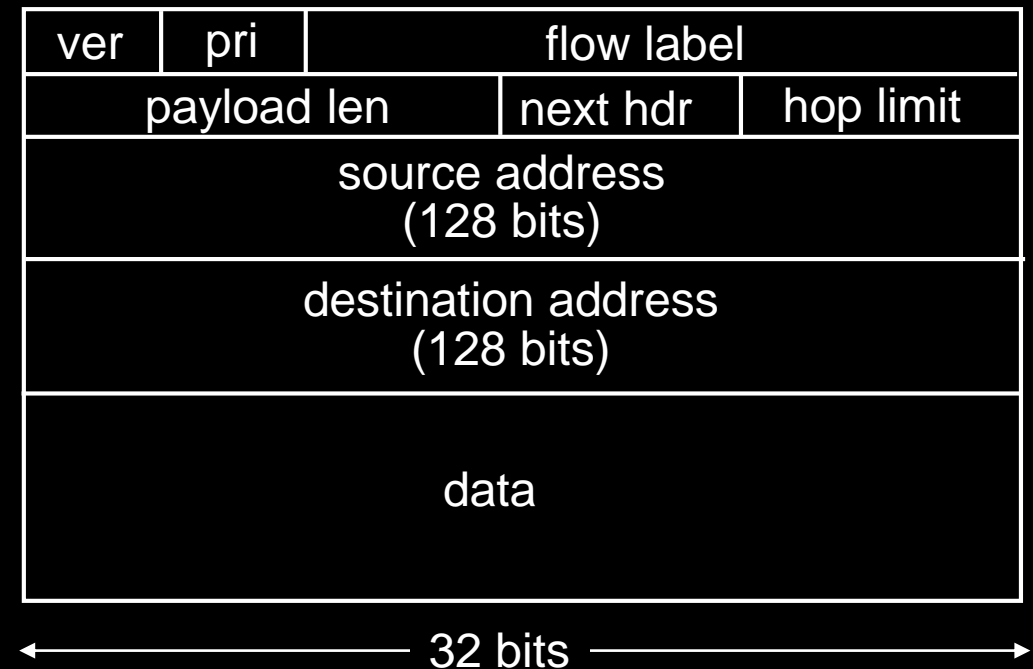 ver pri flow label
payload len next hdr hop limit
source address
(128 bits)
destination address
(128 bits)
data
32 bits